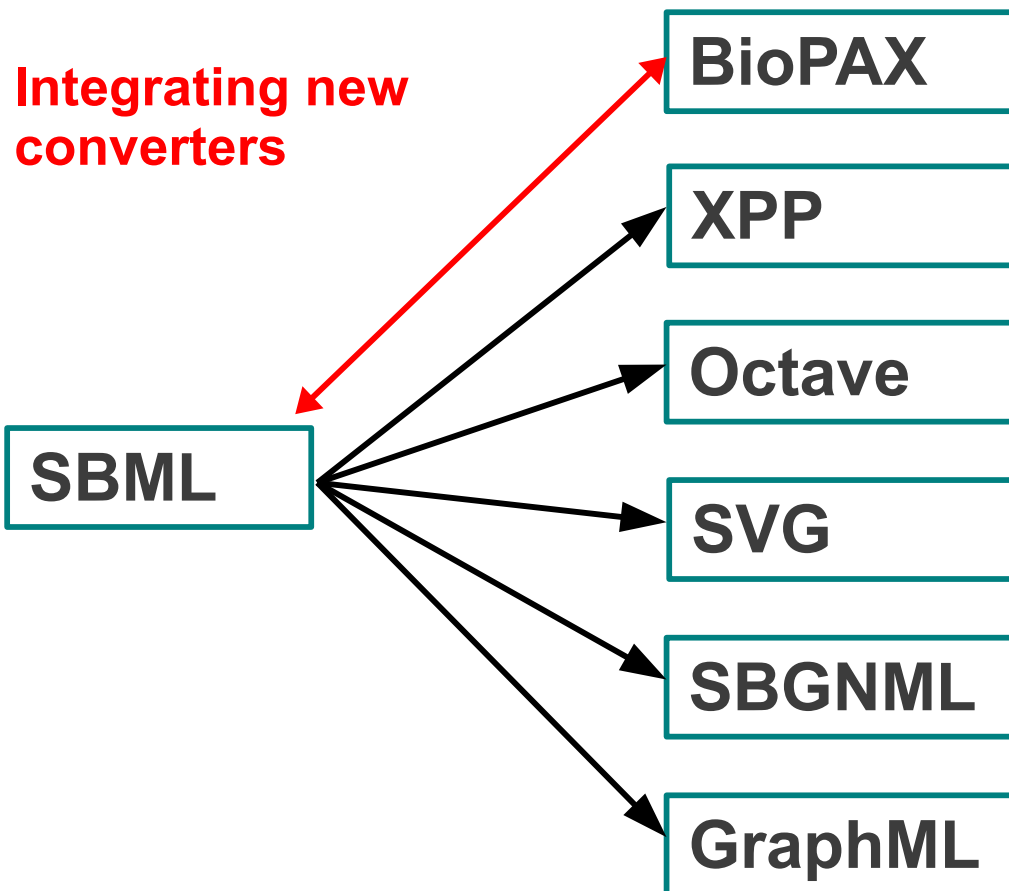 Integrating new
converters
BioPAX
XPP
Octave
SBML
SVG
SBGNML
GraphML